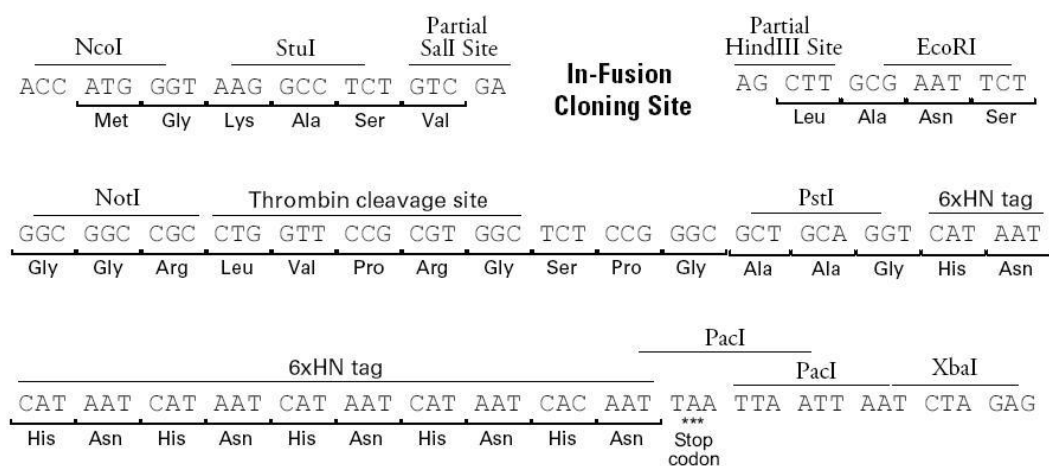 Partial Partial
NcoI StuI SalI Site In-Fusion HindIII Site EcoRI
ACC ATG GGT AAG GCC TCT GTC GA Cloning Site AG CTT GCG AAT TCT
Met Gly Lys Ala Ser Val Leu Ala Asn Ser
NotI Thrombin cleavage site PstI 6xHN tag
GGC GGC CGC CTG GTT CCG CGT GGC TCT CCG GGC GCT GCA GGT CAT AAT
Gly Gly Arg Leu Val Pro Arg Gly Ser Pro Gly Ala Ala Gly His Asn
PacI
6xHN tag PacI XbaI
CAT AAT CAT AAT CAT AAT CAT AAT CAC AAT TAA TTA ATT AAT CTA GAG
His Asn His Asn His Asn His Asn His Asn ***
Stop
codon